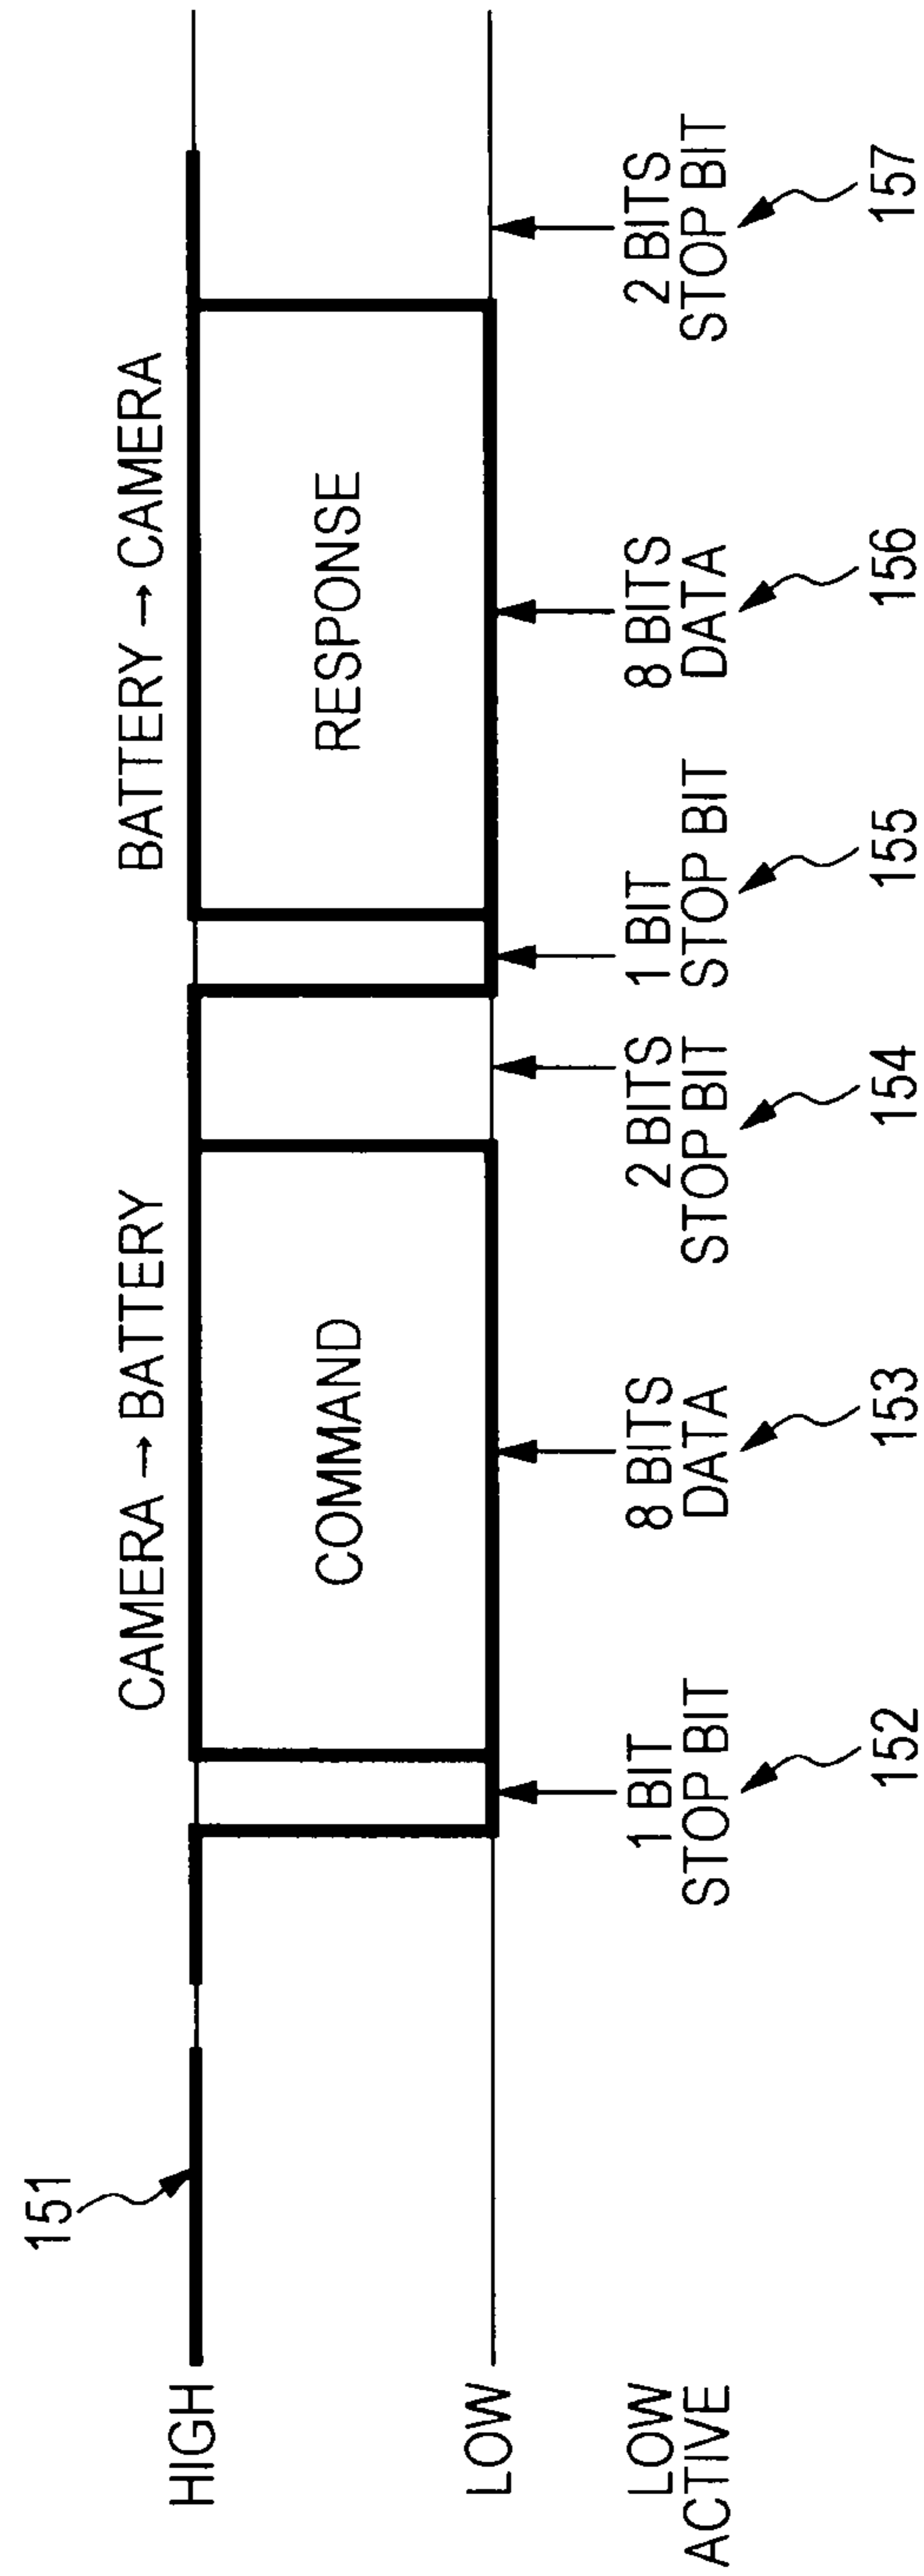 151
CAMERA → BATTERY
BATTERY → CAMERA
HIGH
COMMAND
RESPONSE
LOW
LOW
ACTIVE
1 BIT
STOP BIT
152
8 BITS
DATA
153
2 BITS
STOP BIT
154
1 BIT
STOP BIT
155
8 BITS
DATA
156
2 BITS
STOP BIT
157